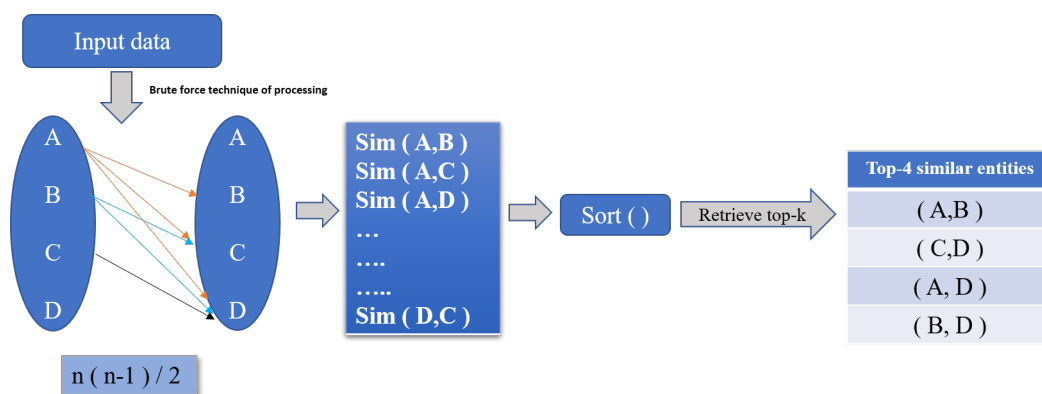 Input data
Brute force technique of processing
A
B
C
D
A
B
C
D
n ( n-1 ) / 2
Sim ( A,B )
Sim ( A,C )
Sim ( A,D )
…
….
…..
Sim ( D,C )
Sort ( )
Retrieve top-k
Top-4 similar entities
( A,B )
( C,D )
( A, D )
( B, D )